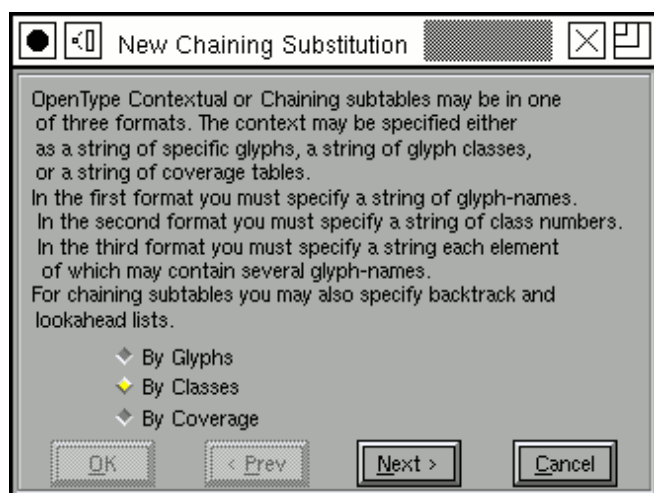 New Chaining Substitution
OpenType Contextual or Chaining subtables may be in one
of three formats. The context may be specified either
as a string of specific glyphs, a string of glyph classes,
or a string of coverage tables.
In the first format you must specify a string of glyph-names.
In the second format you must specify a string of class numbers.
In the third format you must specify a string each element
of which may contain several glyph-names.
For chaining subtables you may also specify backtrack and
lookahead lists.
By Glyphs
By Classes
By Coverage
OK < Prev Next > Cancel